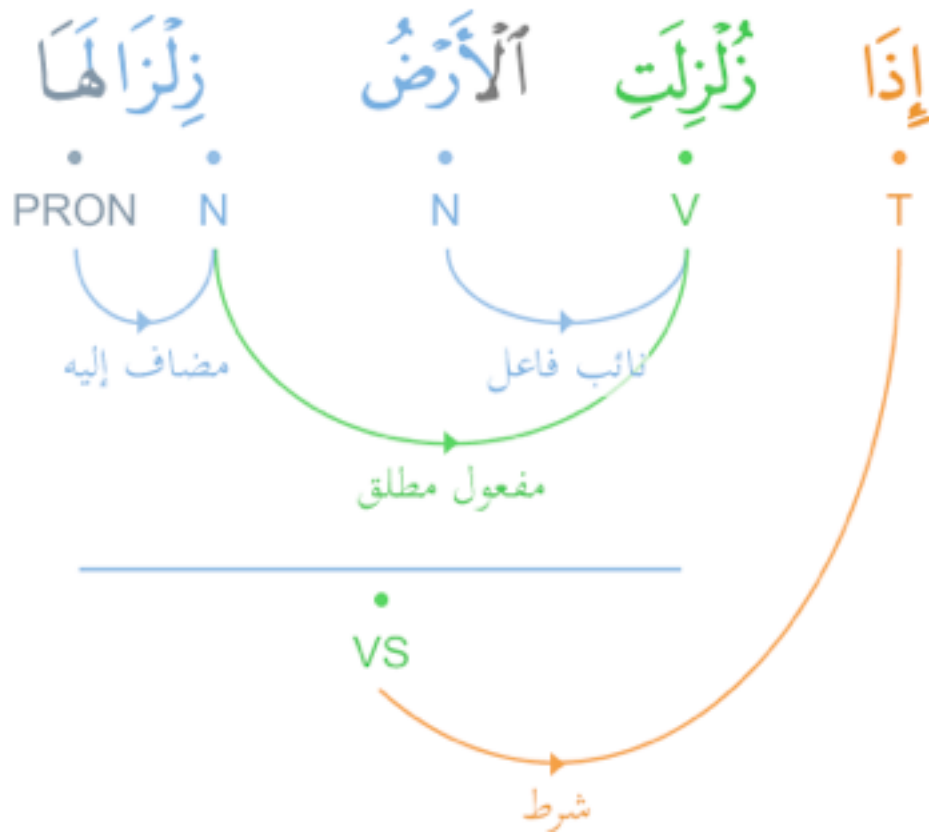 إِذَا زُلْزِلَتِ ٱلْأَرْضُ زِلْزَالَهَا
T V N N PRON
نائب فاعل مضاف إليه
مفعول مطلق
VS
شرط